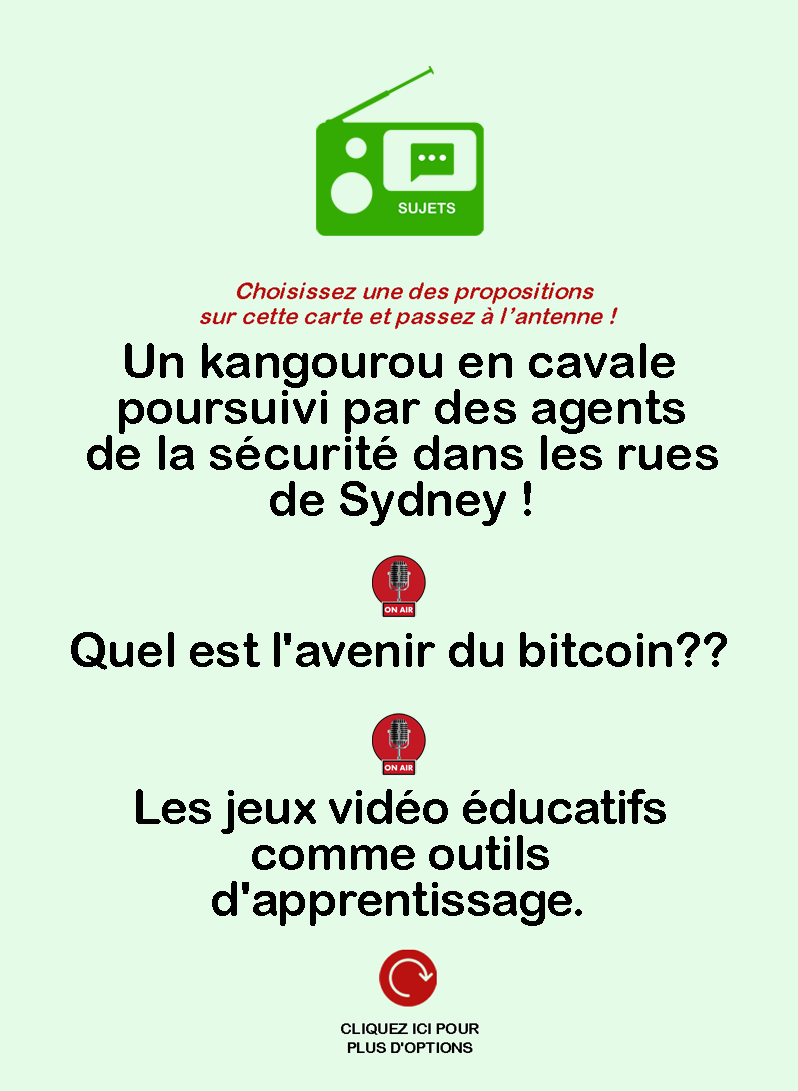 SUJETS
Choisissez une des propositions
sur cette carte et passez à l’antenne !
Un kangourou en cavale
poursuivi par des agents
de la sécurité dans les rues
de Sydney !
ON AIR
Quel est l'avenir du bitcoin??
ON AIR
Les jeux vidéo éducatifs
comme outils
d'apprentissage.
CLIQUEZ ICI POUR
PLUS D'OPTIONS